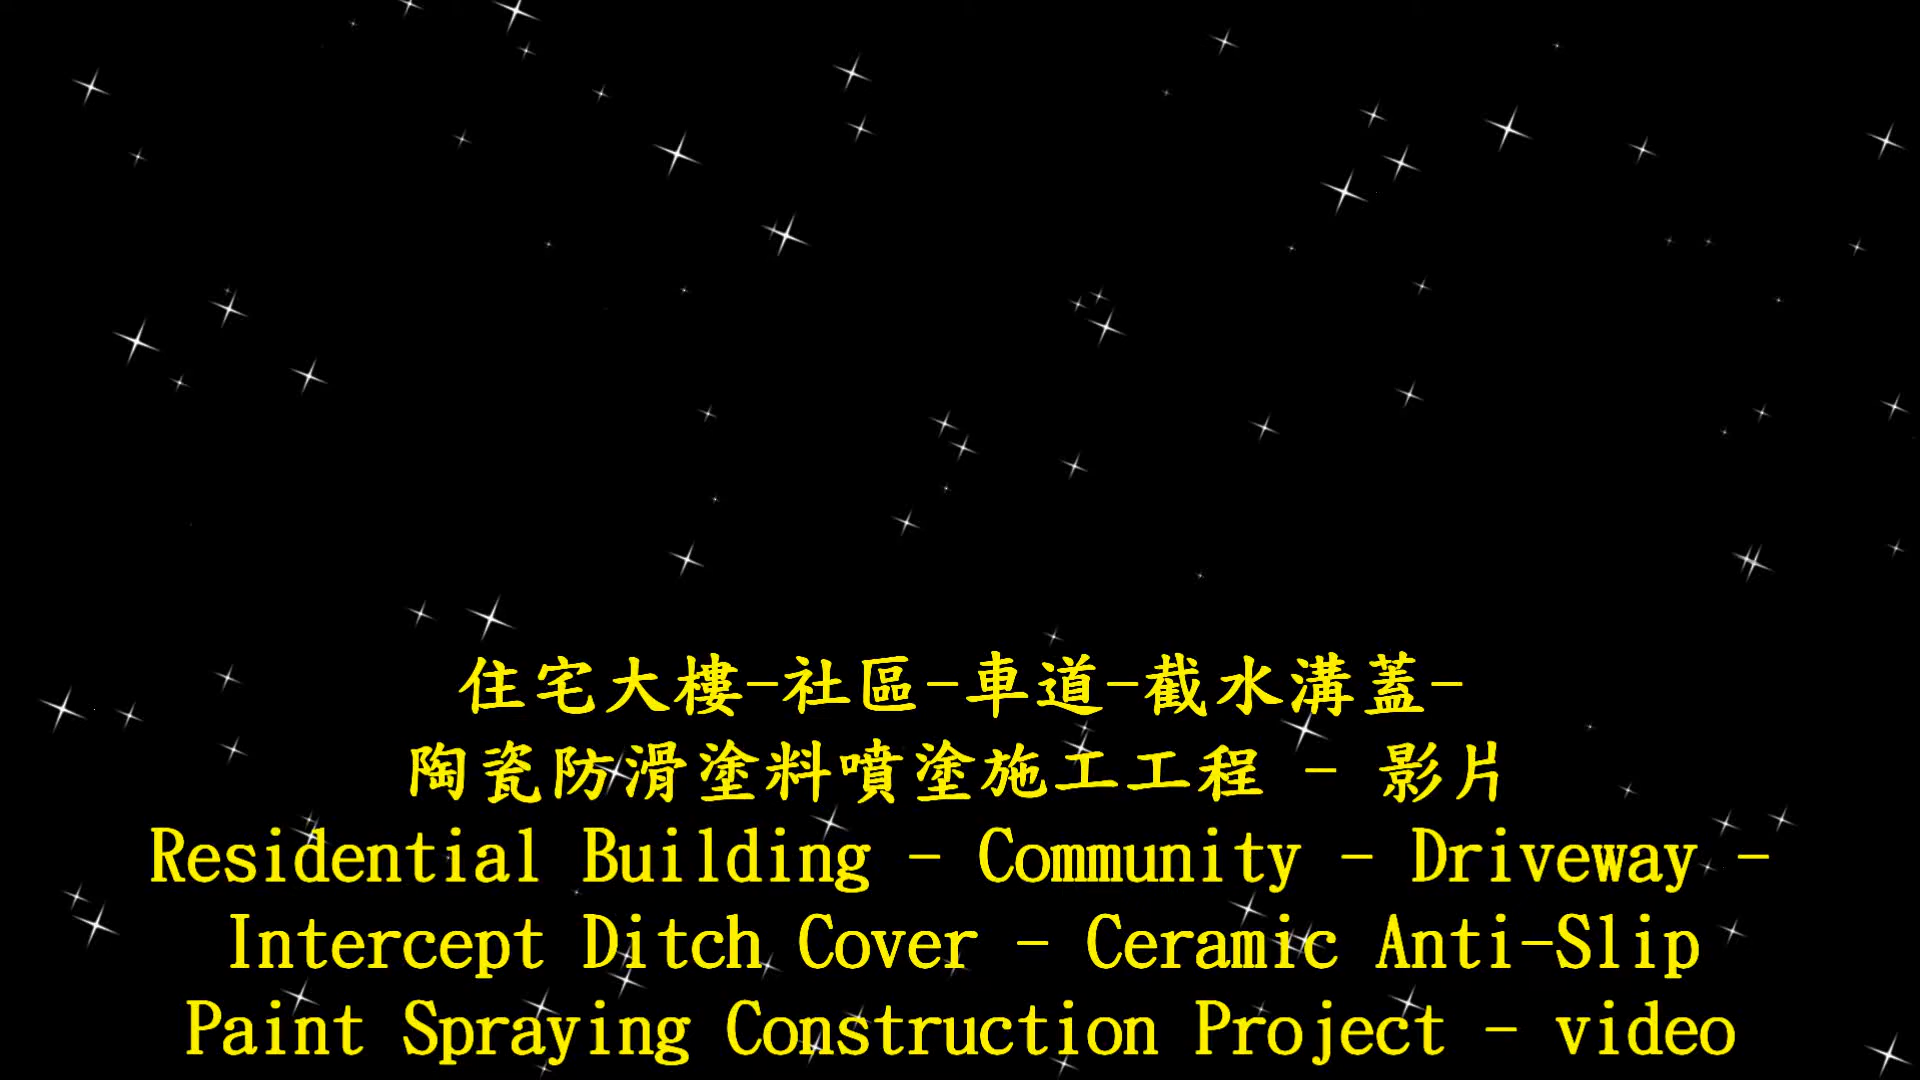 住宅大樓-社區-車道-截水溝蓋-
陶瓷防滑塗料噴塗施工工程 - 影片
Residential Building - Community - Driveway -
Intercept Ditch Cover - Ceramic Anti-Slip
Paint Spraying Construction Project - video